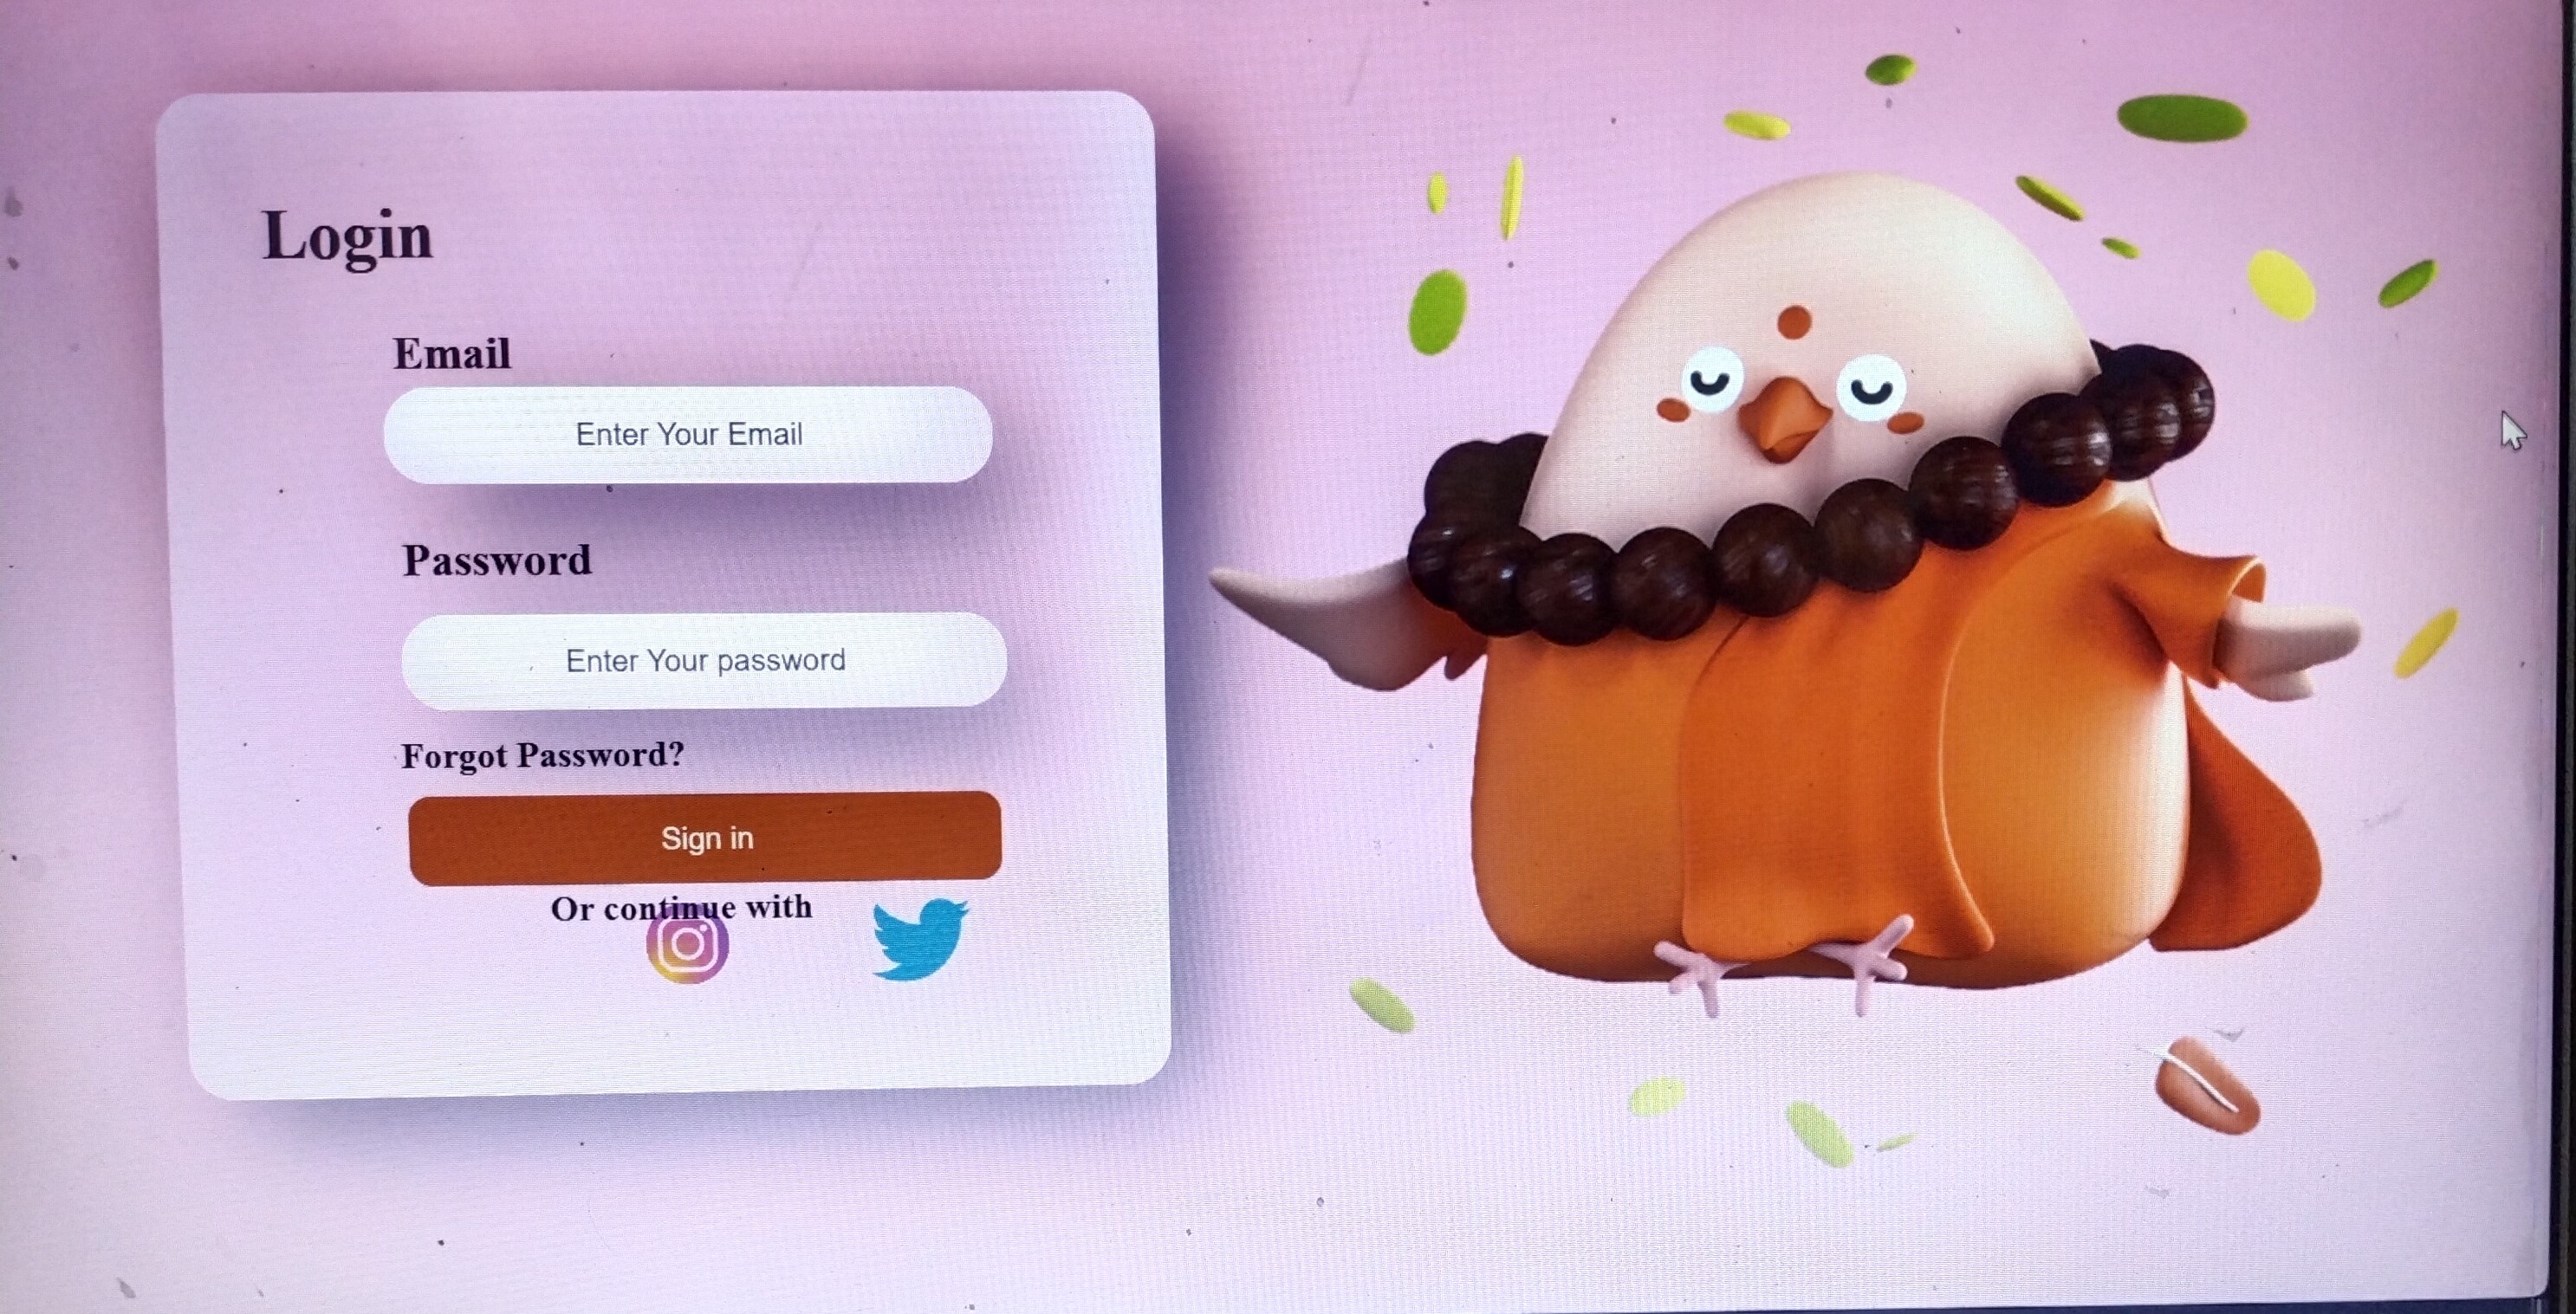 Login
Email
Enter Your Email
Password
Enter Your password
Forgot Password?
Sign in
Or continue with